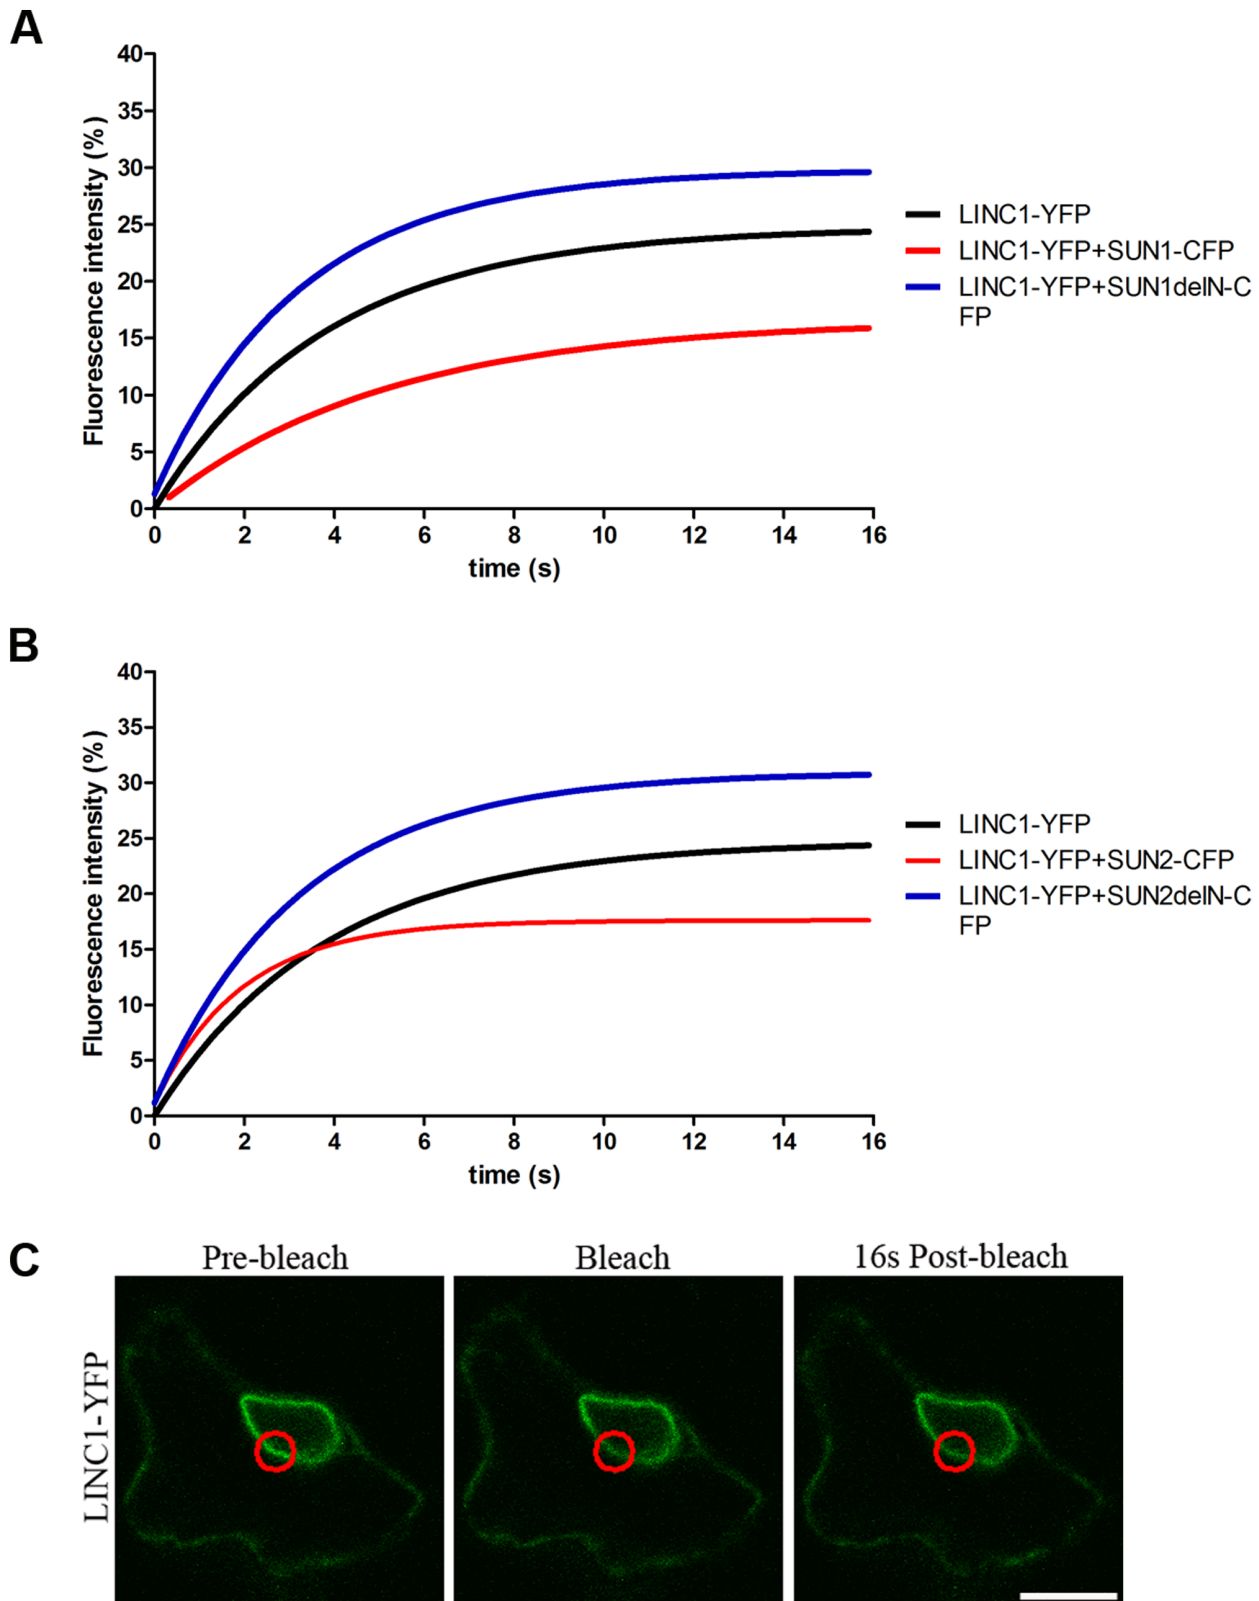 A
40
35
30
25
20
15
10
5
0
Fluorescence intensity (%)
0 2 4 6 8 10 12 14 16
time (s)
LINC1-YFP
LINC1-YFP+SUN1-CFP
LINC1-YFP+SUN1delN-C
FP
B
40
35
30
25
20
15
10
5
0
Fluorescence intensity (%)
0 2 4 6 8 10 12 14 16
time (s)
LINC1-YFP
LINC1-YFP+SUN2-CFP
LINC1-YFP+SUN2delN-C
FP
C
Pre-bleach Bleach 16s Post-bleach
LINC1-YFP